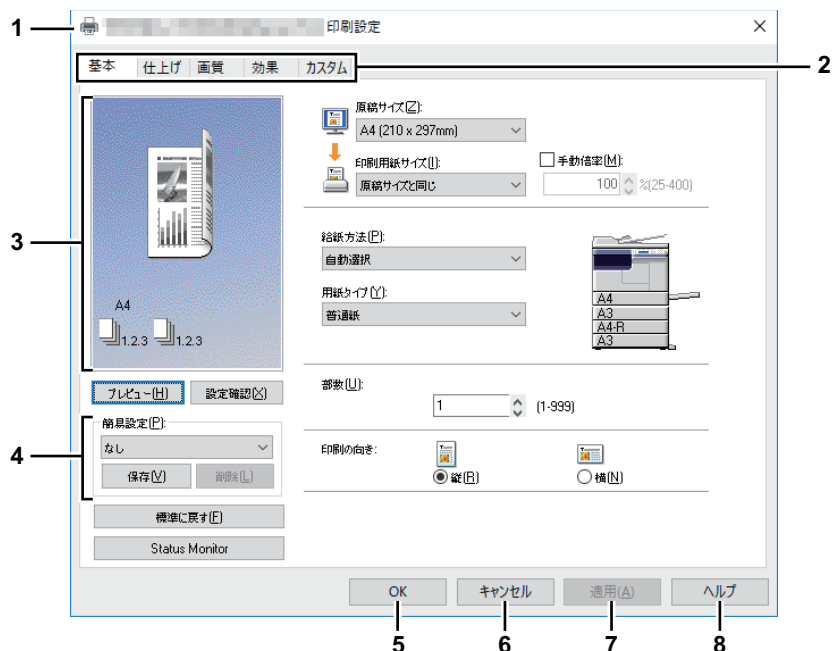 1
印刷設定
基本 仕上げ 画質 効果 カスタム
2
3
A4
1.2.3 1.2.3
原稿サイズ(Z):
A4 (210 x 297mm)
印刷用紙サイズ(I):
原稿サイズと同じ
手動倍率(M):
100 %(25-400)
給紙方法(P):
自動選択
用紙タイプ(Y):
普通紙
A4
A3
A4-R
A3
プレビュー(H) 設定確認(X)
4
簡易設定(P):
なし
保存(V) 削除(L)
標準に戻す(F)
Status Monitor
部数(U):
1 (1-999)
印刷の向き:
縦(R) 横(N)
OK キャンセル 適用(A) ヘルプ
5 6 7 8